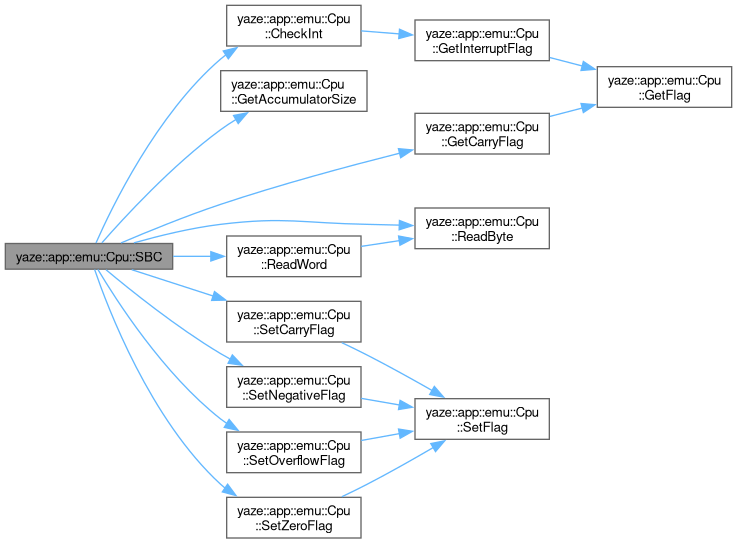 yaze::app::emu::Cpu
::CheckInt
yaze::app::emu::Cpu
::GetInterruptFlag
yaze::app::emu::Cpu
::GetFlag
yaze::app::emu::Cpu
::GetAccumulatorSize
yaze::app::emu::Cpu
::GetCarryFlag
yaze::app::emu::Cpu
::ReadByte
yaze::app::emu::Cpu::SBC
yaze::app::emu::Cpu
::ReadWord
yaze::app::emu::Cpu
::SetCarryFlag
yaze::app::emu::Cpu
::SetNegativeFlag
yaze::app::emu::Cpu
::SetFlag
yaze::app::emu::Cpu
::SetOverflowFlag
yaze::app::emu::Cpu
::SetZeroFlag